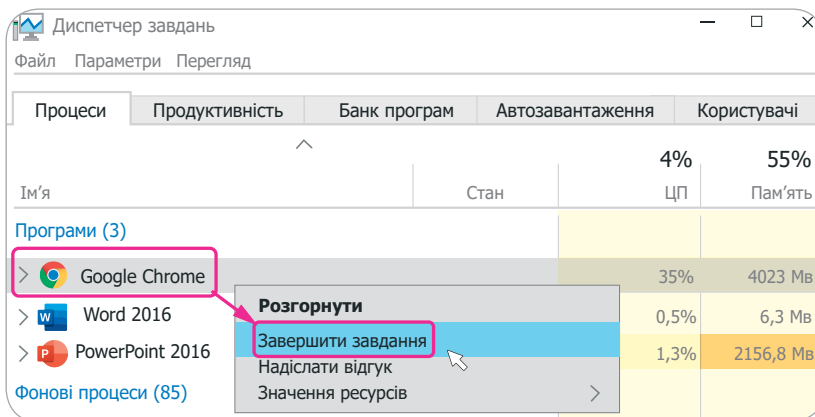 Диспетчер завдань
Файл Параметри Перегляд
Процеси Продуктивність Банк програм Автозавантаження Користувачі
4% 55%
Ім'я Стан ЦП Пам'ять
Програми (3)
Google Chrome 35% 4023 Мв
Розгорнути
Word 2016 0,5% 6,3 Мв
Завершити завдання
PowerPoint 2016 1,3% 2156,8 Мв
Надіслати відгук
Фонові процеси (85)
Значення ресурсів